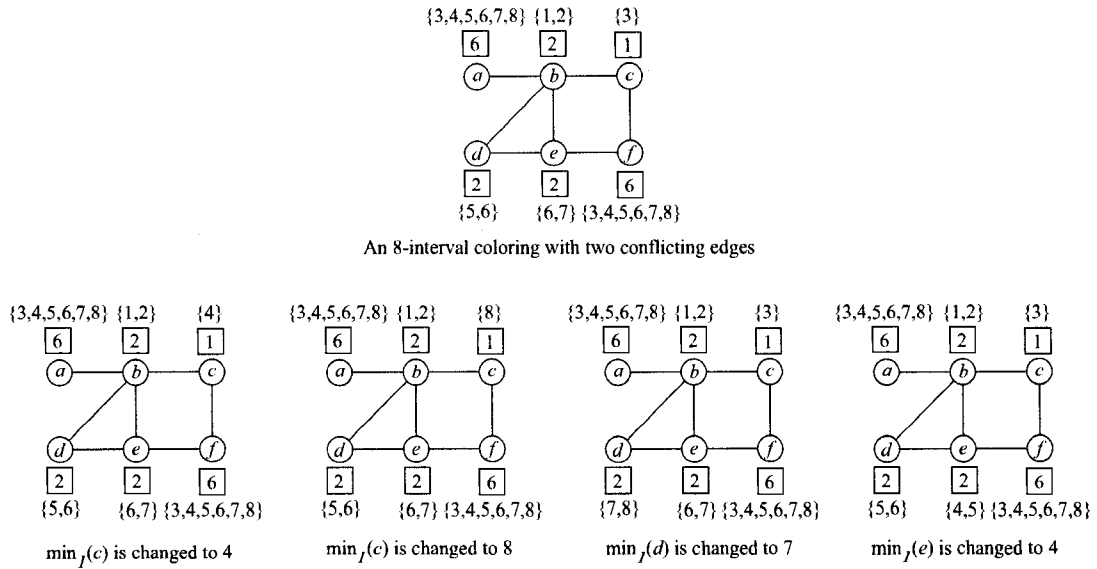 {3,4,5,6,7,8} {1,2} {3}
6 2 1
a b c
d e f
2 2 6
{5,6} {6,7} {3,4,5,6,7,8}
An 8-interval coloring with two conflicting edges
{3,4,5,6,7,8} {1,2} {4}
6 2 1
a b c
d e f
2 2 6
{5,6} {6,7} {3,4,5,6,7,8}
min_I(c) is changed to 4
{3,4,5,6,7,8} {1,2} {8}
6 2 1
a b c
d e f
2 2 6
{5,6} {6,7} {3,4,5,6,7,8}
min_I(c) is changed to 8
{3,4,5,6,7,8} {1,2} {3}
6 2 1
a b c
d e f
2 2 6
{7,8} {6,7} {3,4,5,6,7,8}
min_I(d) is changed to 7
{3,4,5,6,7,8} {1,2} {3}
6 2 1
a b c
d e f
2 2 6
{5,6} {4,5} {3,4,5,6,7,8}
min_I(e) is changed to 4